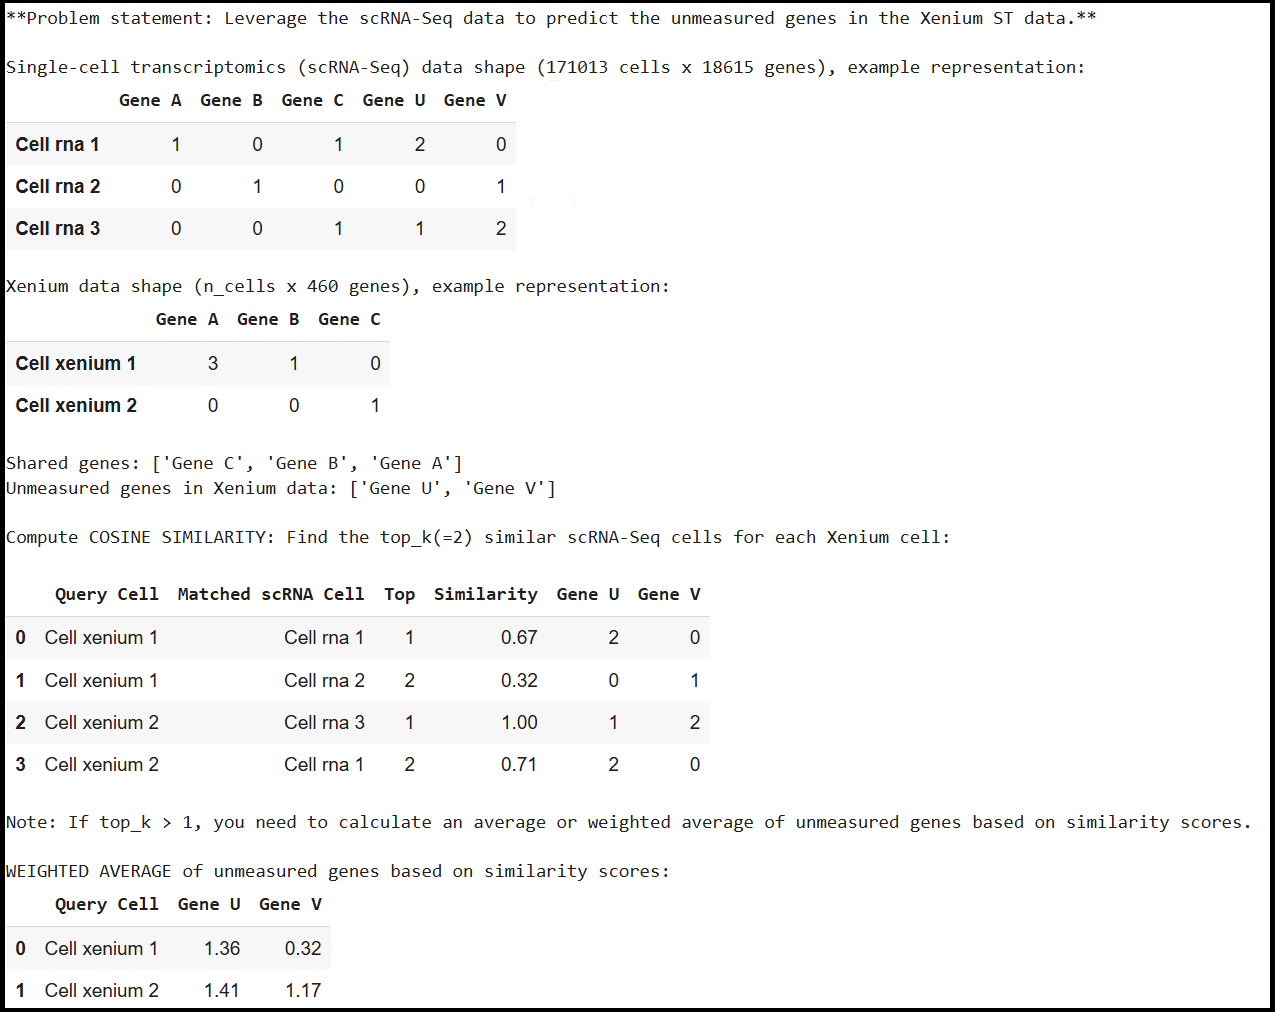 **Problem statement: Leverage the scRNA-Seq data to predict the unmeasured genes in the Xenium ST data.**
Single-cell transcriptomics (scRNA-Seq) data shape (171013 cells x 18615 genes), example representation:
Gene A Gene B Gene C Gene U Gene V
Cell rna 1 1 0 1 2 0
Cell rna 2 0 1 0 0 1
Cell rna 3 0 0 1 1 2
Xenium data shape (n_cells x 460 genes), example representation:
Gene A Gene B Gene C
Cell xenium 1 3 1 0
Cell xenium 2 0 0 1
Shared genes: ['Gene C', 'Gene B', 'Gene A']
Unmeasured genes in Xenium data: ['Gene U', 'Gene V']
Compute COSINE SIMILARITY: Find the top_k(=2) similar scRNA-Seq cells for each Xenium cell:
Query Cell Matched scRNA Cell Top Similarity Gene U Gene V
0 Cell xenium 1 Cell rna 1 1 0.67 2 0
1 Cell xenium 1 Cell rna 2 2 0.32 0 1
2 Cell xenium 2 Cell rna 3 1 1.00 1 2
3 Cell xenium 2 Cell rna 1 2 0.71 2 0
Note: If top_k > 1, you need to calculate an average or weighted average of unmeasured genes based on similarity scores.
WEIGHTED AVERAGE of unmeasured genes based on similarity scores:
Query Cell Gene U Gene V
0 Cell xenium 1 1.36 0.32
1 Cell xenium 2 1.41 1.17